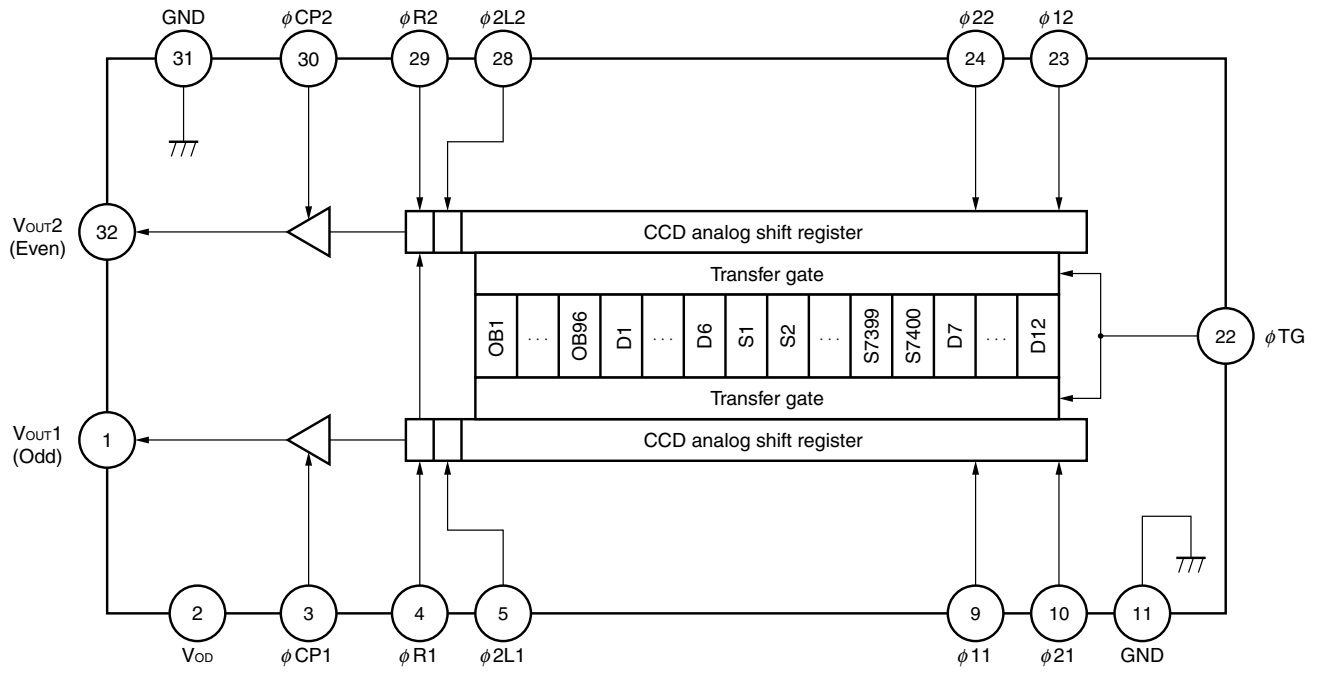 GND
φCP2
φR2
φ2L2
φ22
φ12
31
30
29
28
24
23
VOUT2
(Even)
32
CCD analog shift register
Transfer gate
OB1
...
OB96
D1
...
D6
S1
S2
...
S7399
S7400
D7
...
D12
22
φTG
Transfer gate
VOUT1
(Odd)
1
CCD analog shift register
2
3
4
5
9
10
11
VOD
φCP1
φR1
φ2L1
φ11
φ21
GND